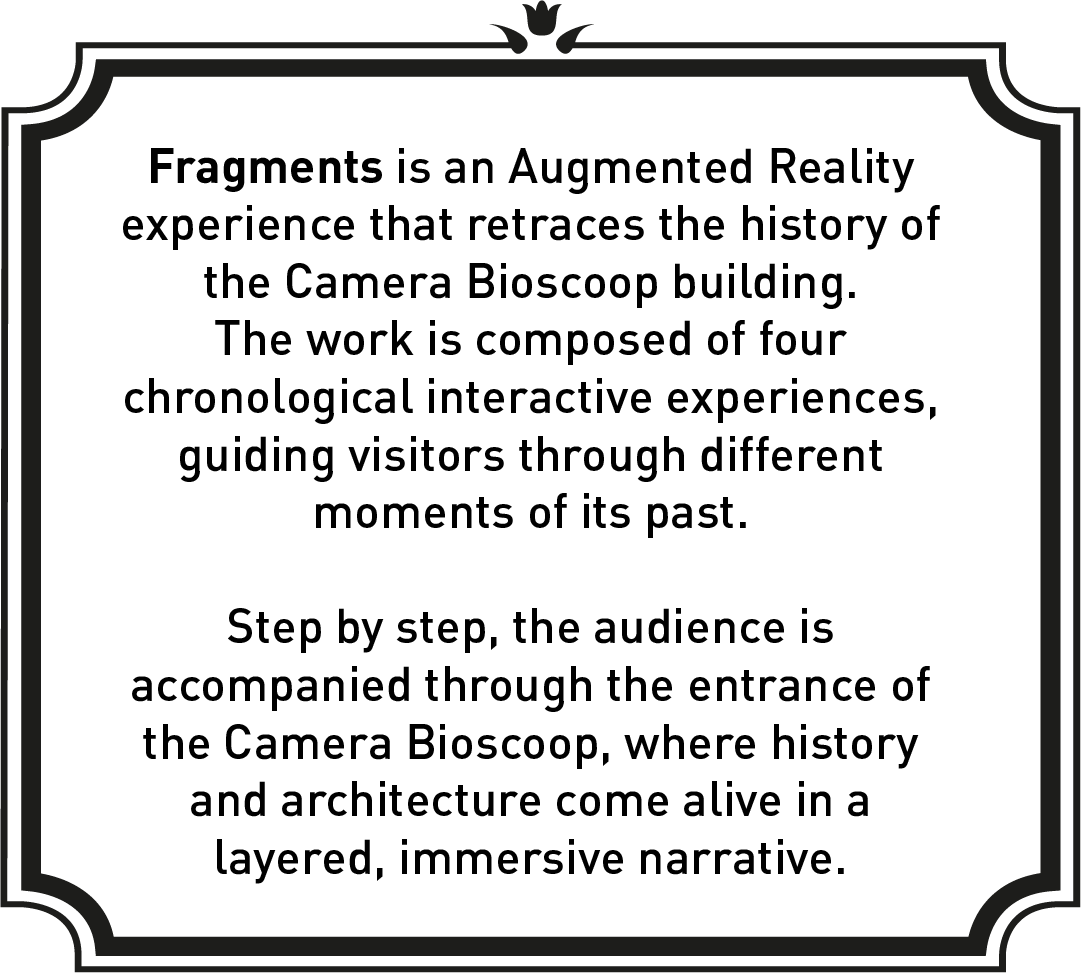 Fragments is an Augmented Reality
experience that retraces the history of
the Camera Bioscoop building.
The work is composed of four
chronological interactive experiences,
guiding visitors through different
moments of its past.
Step by step, the audience is
accompanied through the entrance of
the Camera Bioscoop, where history
and architecture come alive in a
layered, immersive narrative.